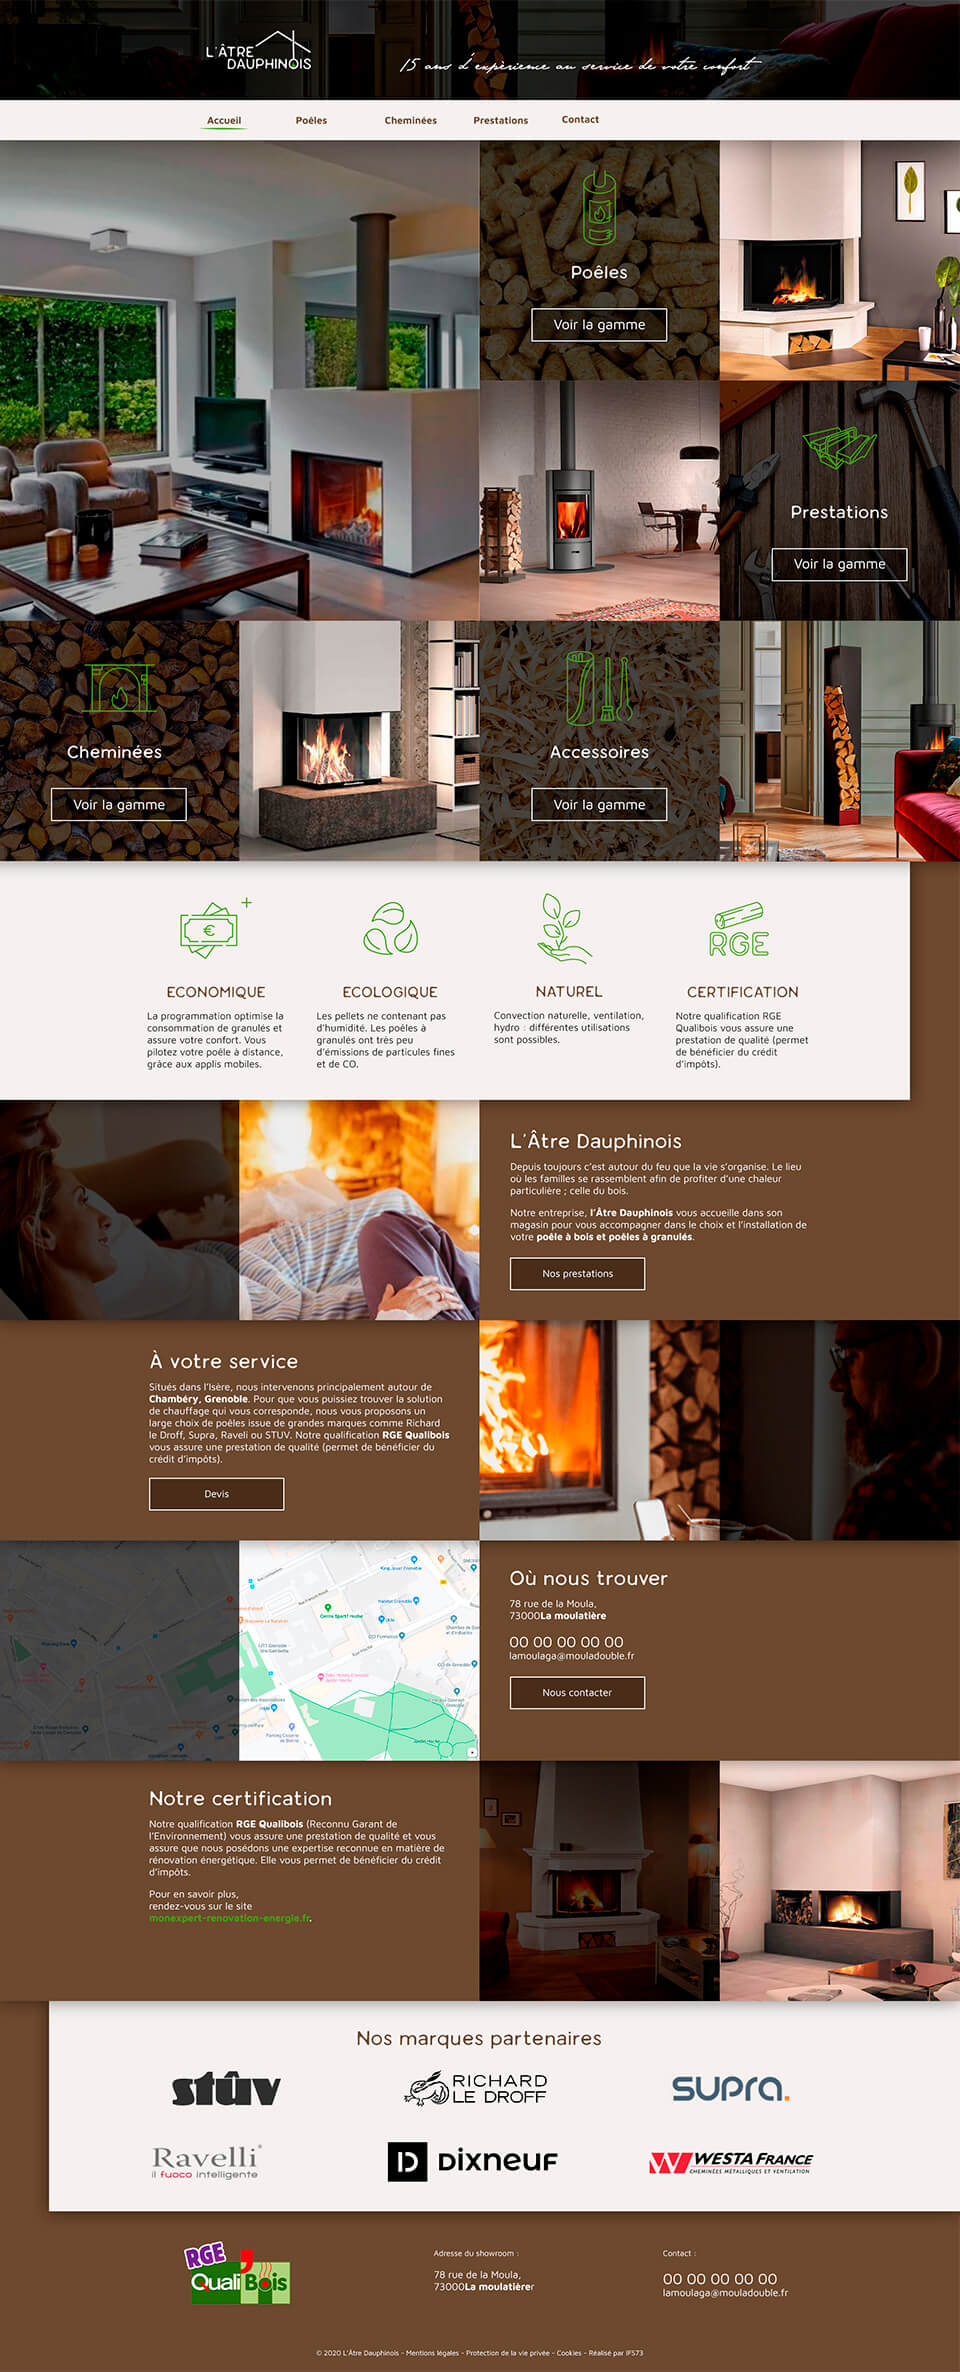 L'ÂTRE
DAUPHINOIS
15 ans d'expérience au service de votre confort
Accueil
Poêles
Cheminées
Prestations
Contact
Poêles
Voir la gamme
Prestations
Voir la gamme
Cheminées
Voir la gamme
Accessoires
Voir la gamme
€
RGE
ECONOMIQUE
La programmation optimise la
consommation de granulés et
assure votre confort. Vous
pilotez votre poêle à distance,
grâce aux applis mobiles.
ECOLOGIQUE
Les pellets ne contenant pas
d'humidité. Les poêles à
granulés ont très peu
d'émissions de particules fines
et de CO.
NATUREL
Convection naturelle, ventilation,
hydro : différentes utilisations
sont possibles.
CERTIFICATION
Notre qualification RGE
Qualibois vous assure une
prestation de qualité (permet
de bénéficier du crédit
d'impôts).
L'Âtre Dauphinois
Depuis toujours c'est autour du feu que la vie s'organise. Le lieu
où les familles se rassemblent afin de profiter d'une chaleur
particulière ; celle du bois.
Notre entreprise, l'Âtre Dauphinois vous accueille dans son
magasin pour vous accompagner dans le choix et l'installation de
votre poêle à bois et poêles à granulés.
Nos prestations
À votre service
Situés dans l'Isère, nous intervenons principalement autour de
Chambéry, Grenoble. Pour que vous puissiez trouver la solution
de chauffage qui vous corresponde, nous vous proposons un
large choix de poêles issue de grandes marques comme Richard
le Droff, Supra, Raveli ou STUV. Notre qualification RGE Qualibois
vous assure une prestation de qualité (permet de bénéficier du
crédit d'impôts).
Devis
King Jouet Grenoble
Centre Sportif Hoche
Où nous trouver
78 rue de la Moula,
73000La moulatière
00 00 00 00 00
lamoulaga@mouladouble.fr
Nous contacter
Notre certification
Notre qualification RGE Qualibois (Reconnu Garant de
l'Environnement) vous assure une prestation de qualité et vous
assure que nous posédons une expertise reconnue en matière de
rénovation énergétique. Elle vous permet de bénéficier du crédit
d'impôts.
Pour en savoir plus,
rendez-vous sur le site
monexpert-renovation-energie.fr.
Nos marques partenaires
stûv
RICHARD
LE DROFF
supra.
Ravelli®
il fuoco intelligente
DIXNEUF
WESTAFRANCE
CHEMINÉES MÉTALLIQUES ET VENTILATION
RGE
Quali'Bois
Adresse du showroom :
78 rue de la Moula,
73000La moulatièrer
Contact :
00 00 00 00 00
lamoulaga@mouladouble.fr
© 2020 L'Âtre Dauphinois - Mentions légales - Protection de la vie privée - Cookies - Réalisé par IFS73